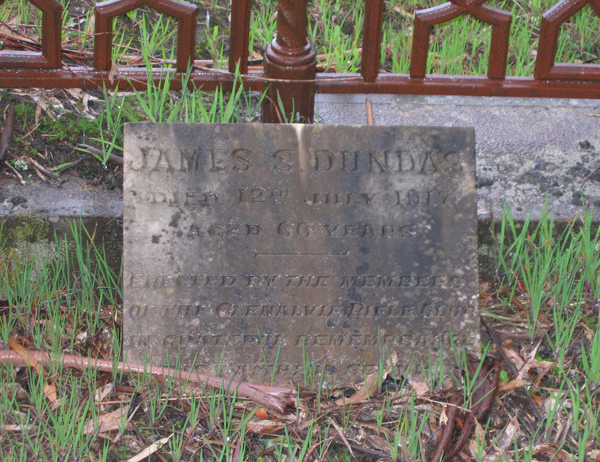 JAMES S. DUNDAS
DIED 12TH JULY 1917
AGED 66 YEARS
ERECTED BY THE MEMBERS
OF THE GLENALVIE RIFLE CLUB
IN GRATEFUL REMEMBRANCE